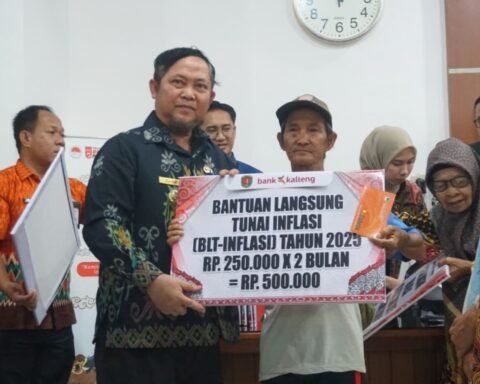 bank kalteng
BANTUAN LANGSUNG
TUNAI INFLASI
(BLT-INFLASI) TAHUN 2025
RP. 250.000 X 2 BULAN
= RP. 500.000